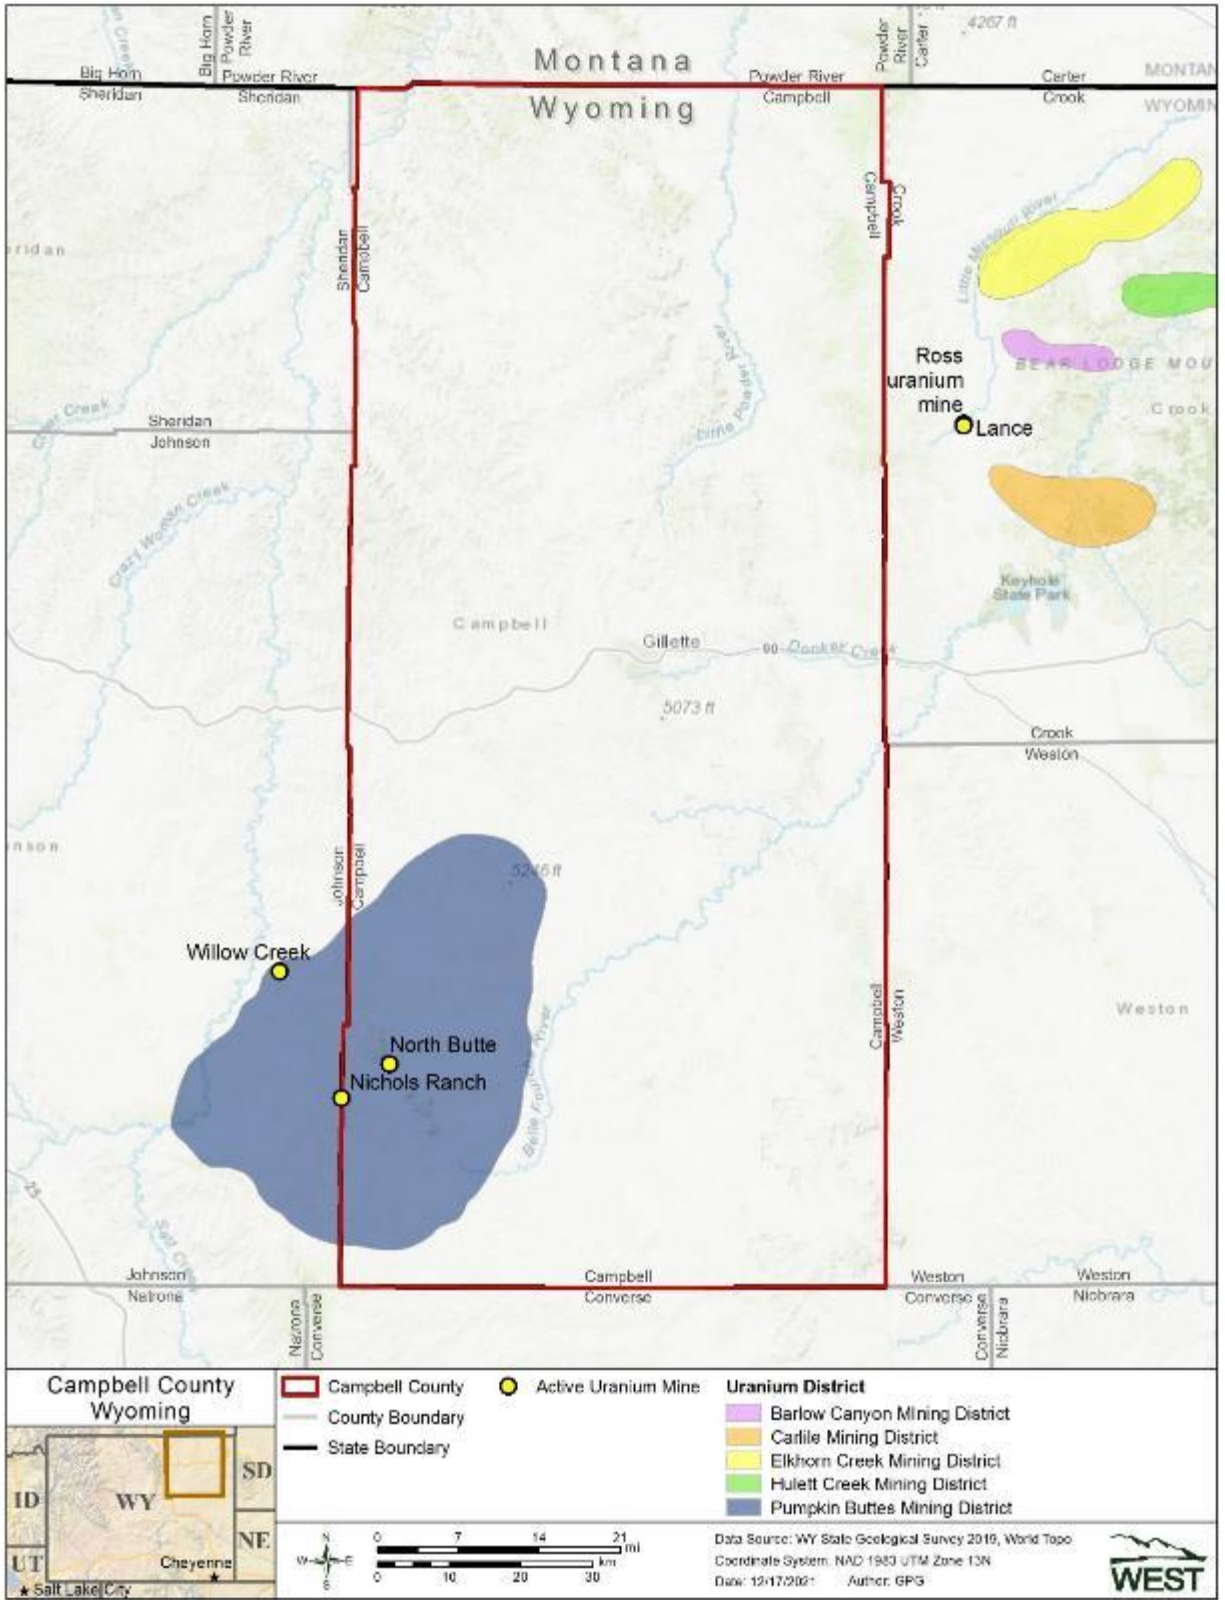 4267 ft
Big Horn
Powder
River
Powder
River
Carter
Montana
Big Horn
Powder River
Powder River
Carter
MONTAN
Sheridan
Sheridan
Wyoming
Campbell
Crook
WYOMIN
Campbell
Crook
Little Missouri River
Sheridan
Campbell
eridan
Little Powder River
Ross
uranium
mine
Lance
BEAR LODGE MOU
Crook
Clear Creek
Sheridan
Johnson
Crazy Woman Creek
Keyhole
State Park
Campbell
Gillette
90
Donker Creek
5073 ft
Crook
Weston
nson
Johnson
Campbell
5246 ft
Willow Creek
North Butte
Nichols Ranch
Belle Fourche River
Campbell
Weston
Weston
25
Salt Creek
Johnson
Natrona
Campbell
Converse
Weston
Converse
Weston
Niobrara
Natrona
Converse
Converse
Niobrara
Campbell County
Wyoming
ID
WY
SD
NE
UT
Cheyenne
Salt Lake City
Campbell County
County Boundary
State Boundary
Active Uranium Mine
Uranium District
Barlow Canyon Mining District
Carlile Mining District
Elkhorn Creek Mining District
Hulett Creek Mining District
Pumpkin Buttes Mining District
N
W E
S
0 7 14 21
mi
km
0 10 20 30
Data Source: WY State Geological Survey 2019, World Topo
Coordinate System: NAD 1983 UTM Zone 13N
Date: 12/17/2021 Author: GPG
WEST